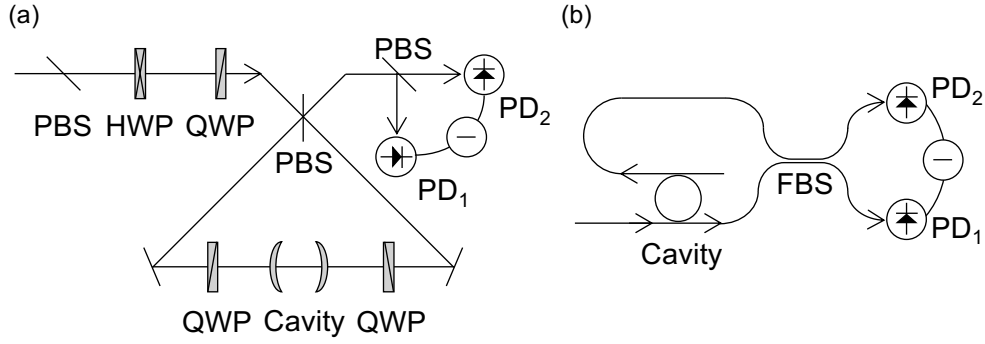 (a)
PBS
HWP
QWP
PBS
PBS
PD₂
PD₁
QWP
Cavity
QWP
(b)
PD₂
FBS
PD₁
Cavity